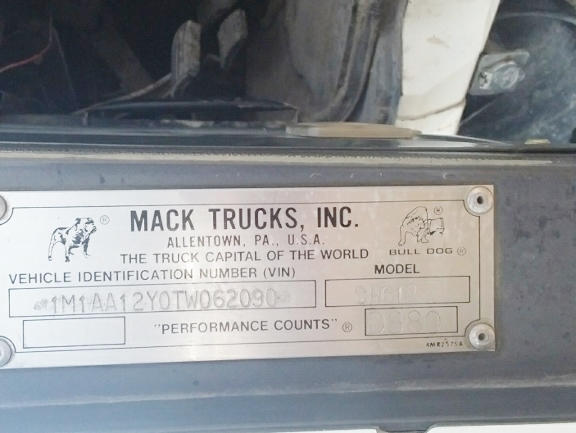 MACK TRUCKS, INC.
ALLENTOWN, PA., U.S.A.
THE TRUCK CAPITAL OF THE WORLD
BULL DOG ®
VEHICLE IDENTIFICATION NUMBER (VIN)
MODEL
1M1AA12Y0TW062090
"PERFORMANCE COUNTS" ®